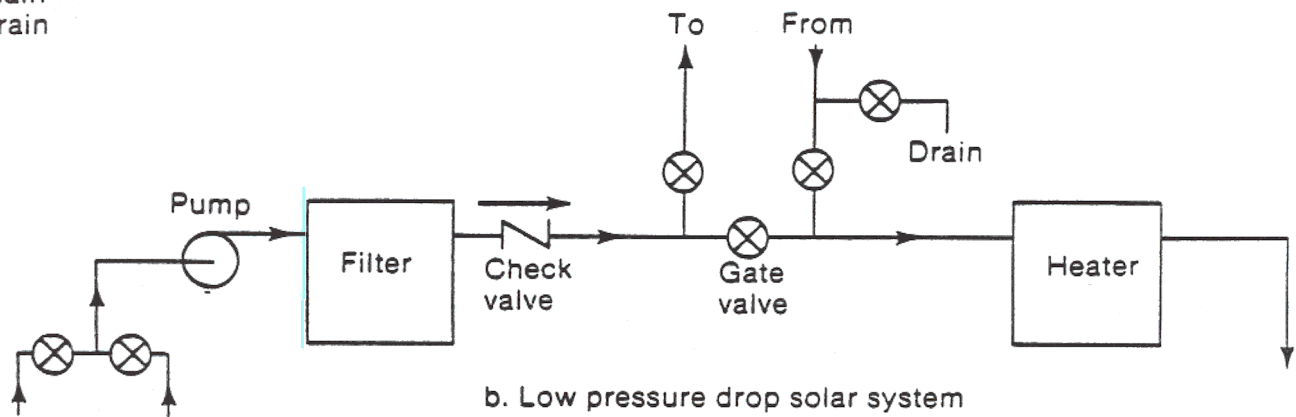 rain
To
From
Drain
Pump
Filter
Check
valve
Gate
valve
Heater
b. Low pressure drop solar system